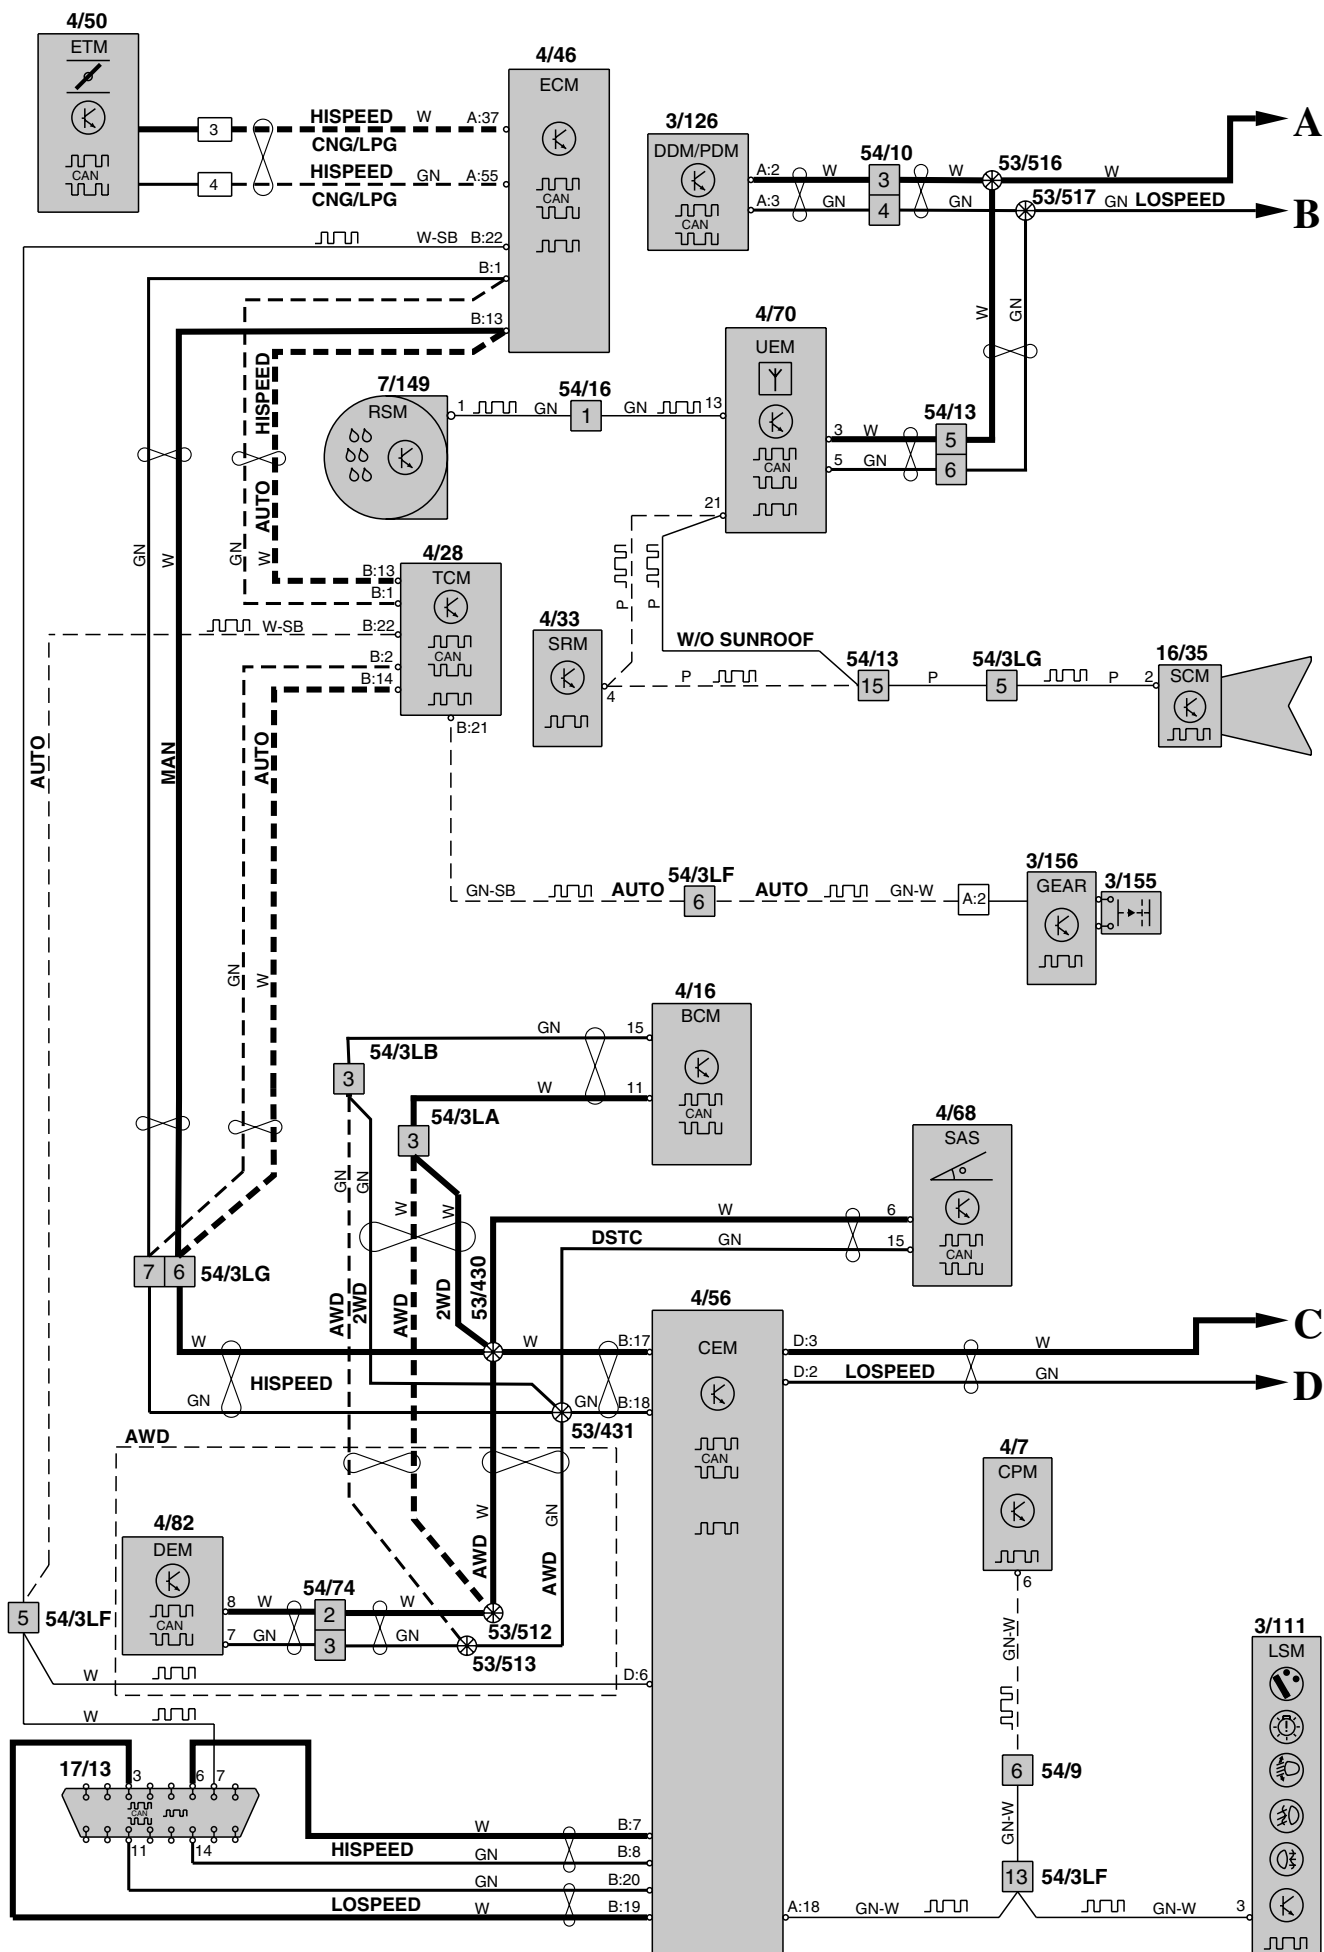 4/50
ETM
CAN
3
HISPEED W A:37
CNG/LPG
4
HISPEED GN A:55
CNG/LPG
4/46
ECM
CAN
W-SB B:22
B:1
B:13
3/126
DDM/PDM
CAN
A:2 W
A:3 GN
54/10
3
4
W
GN
53/516
53/517
W
GN LOSPEED
A
B
W
GN
4/70
UEM
CAN
13
3 W
5 GN
21
54/13
5
6
7/149
RSM
1
GN
54/16
1
GN
HISPEED
AUTO
GN
W
GN
W
4/28
TCM
CAN
B:13
B:1
B:22
W-SB
B:2
B:14
B:21
P
P
4/33
SRM
4
W/O SUNROOF
P
54/13
15
P
54/3LG
5
P
2
16/35
SCM
AUTO
MAN
AUTO
GN
W
GN-SB
AUTO
54/3LF
6
AUTO
GN-W
A:2
3/156
GEAR
3/155
4/16
BCM
CAN
GN 15
W 11
54/3LB
3
54/3LA
3
4/68
SAS
CAN
W 6
DSTC GN 15
GN
GN
W
W
7
6
54/3LG
AWD
2WD
AWD
2WD
53/430
4/56
CEM
CAN
W
W B:17
HISPEED
GN
GN B:18
53/431
D:3 W
D:2 LOSPEED GN
C
D
AWD
4/82
DEM
CAN
8 W
7 GN
54/74
2
3
W
GN
W
GN
AWD
AWD
53/512
53/513
5
54/3LF
W
D:6
W
4/7
CPM
6
GN-W
6
54/9
GN-W
13
54/3LF
A:18 GN-W
GN-W 3
3/111
LSM
17/13
3
6
7
CAN
11
14
W B:7
HISPEED
GN B:8
GN B:20
LOSPEED
W B:19